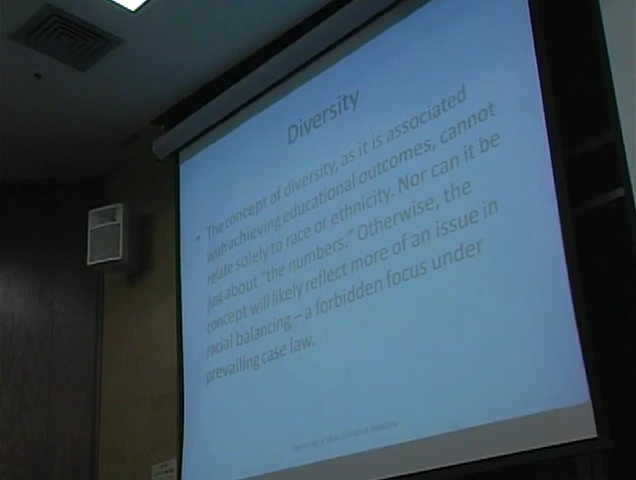 Diversity
• The concept of diversity, as it is associated
with achieving educational outcomes, cannot
relate solely to race or ethnicity. Nor can it be
just about "the numbers." Otherwise, the
concept will likely reflect more of an issue in
racial balancing – a forbidden focus under
prevailing case law.